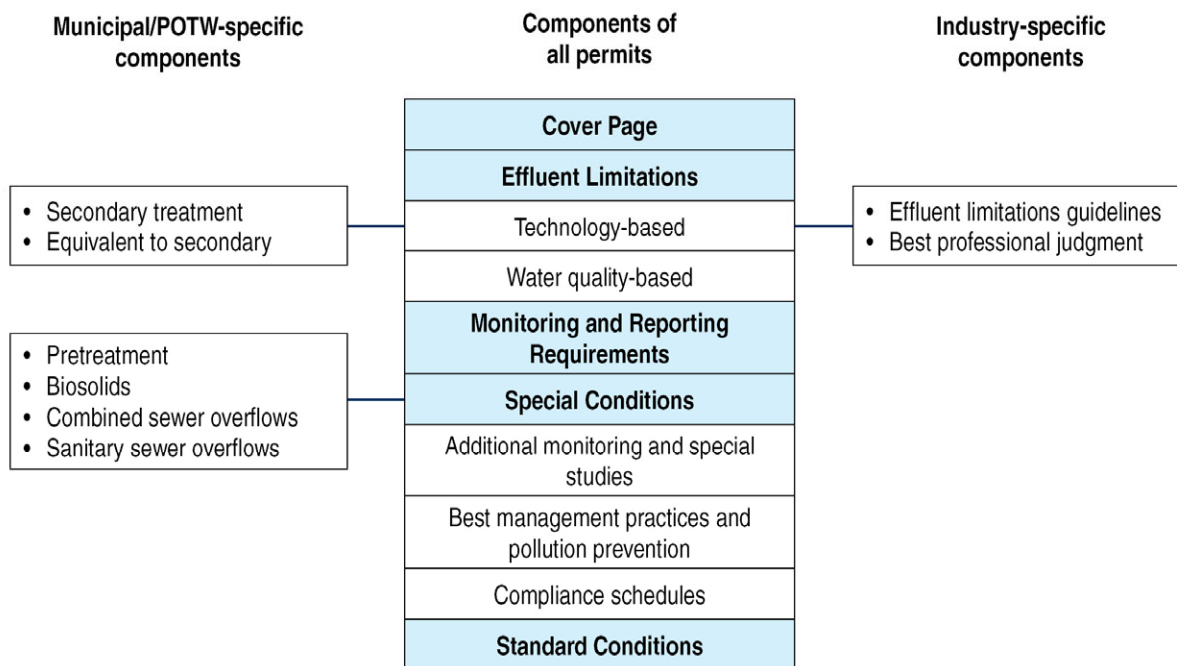 Municipal/POTW-specific
components
Components of
all permits
Industry-specific
components
Cover Page
Effluent Limitations
• Secondary treatment
• Equivalent to secondary
Technology-based
• Effluent limitations guidelines
• Best professional judgment
Water quality-based
Monitoring and Reporting
Requirements
• Pretreatment
• Biosolids
• Combined sewer overflows
• Sanitary sewer overflows
Special Conditions
Additional monitoring and special
studies
Best management practices and
pollution prevention
Compliance schedules
Standard Conditions